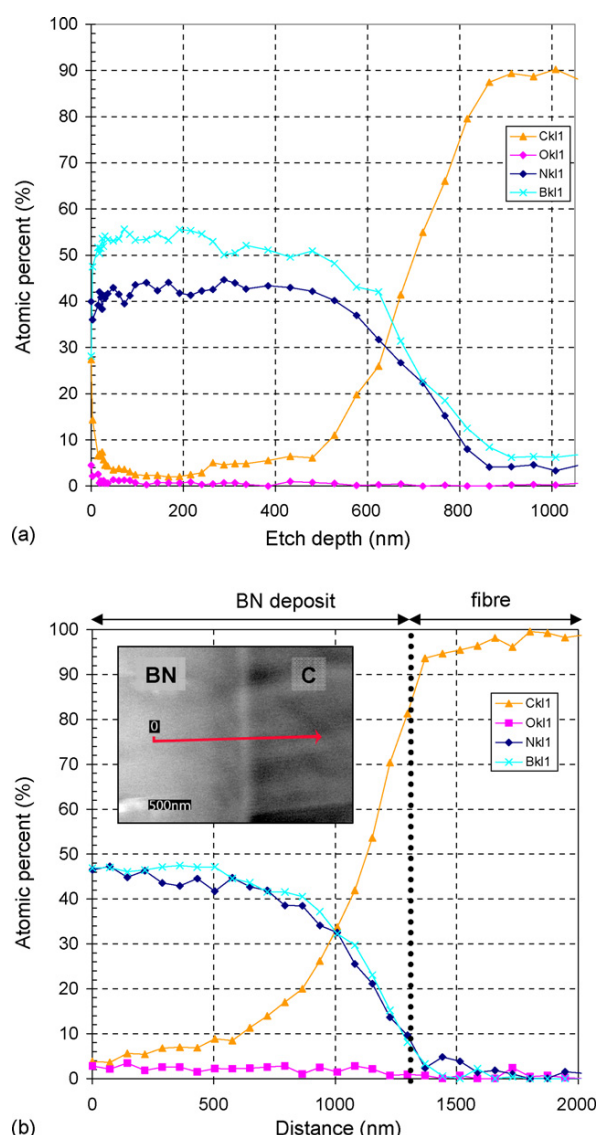 100
90
80
70
60
50
40
30
20
10
0
Atomic percent (%)
Ckl1
Okl1
Nkl1
Bkl1
0 200 400 600 800 1000
(a) Etch depth (nm)
BN deposit fibre
100
90
80
70
60
50
40
30
20
10
0
Atomic percent (%)
BN C
0
500nm
Ckl1
Okl1
Nkl1
Bkl1
0 500 1000 1500 2000
(b) Distance (nm)